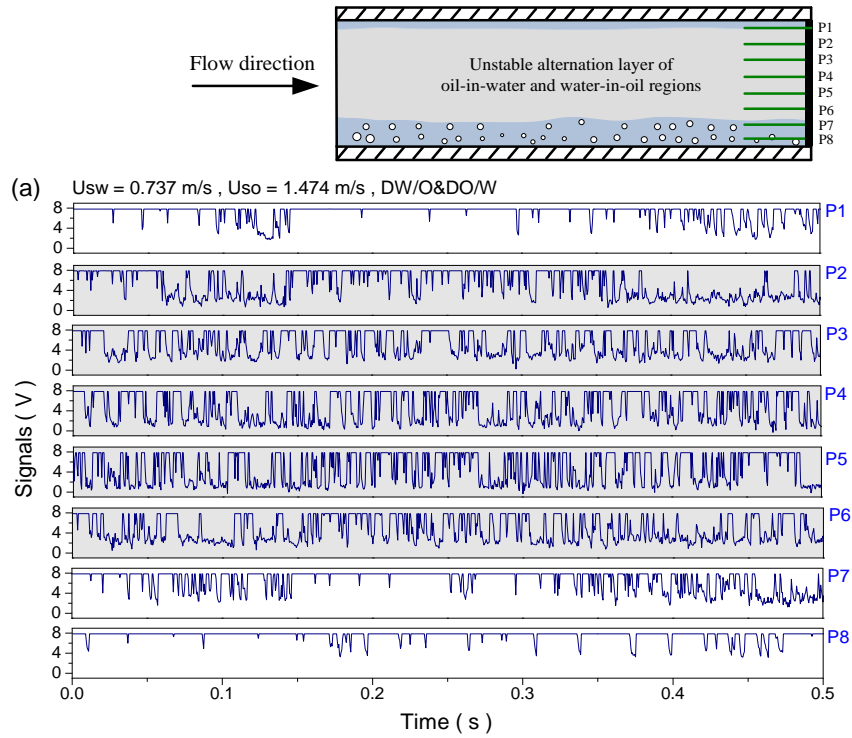 P1
P2
Flow direction
Unstable alternation layer of
oil-in-water and water-in-oil regions
P3
P4
P5
P6
P7
P8
(a) Usw = 0.737 m/s , Uso = 1.474 m/s , DW/O&DO/W
8
4
0
P1
8
4
0
P2
8
4
0
P3
8
4
0
P4
8
4
0
P5
8
4
0
P6
8
4
0
P7
8
4
0
P8
Signals ( V )
0.0 0.1 0.2 0.3 0.4 0.5
Time ( s )